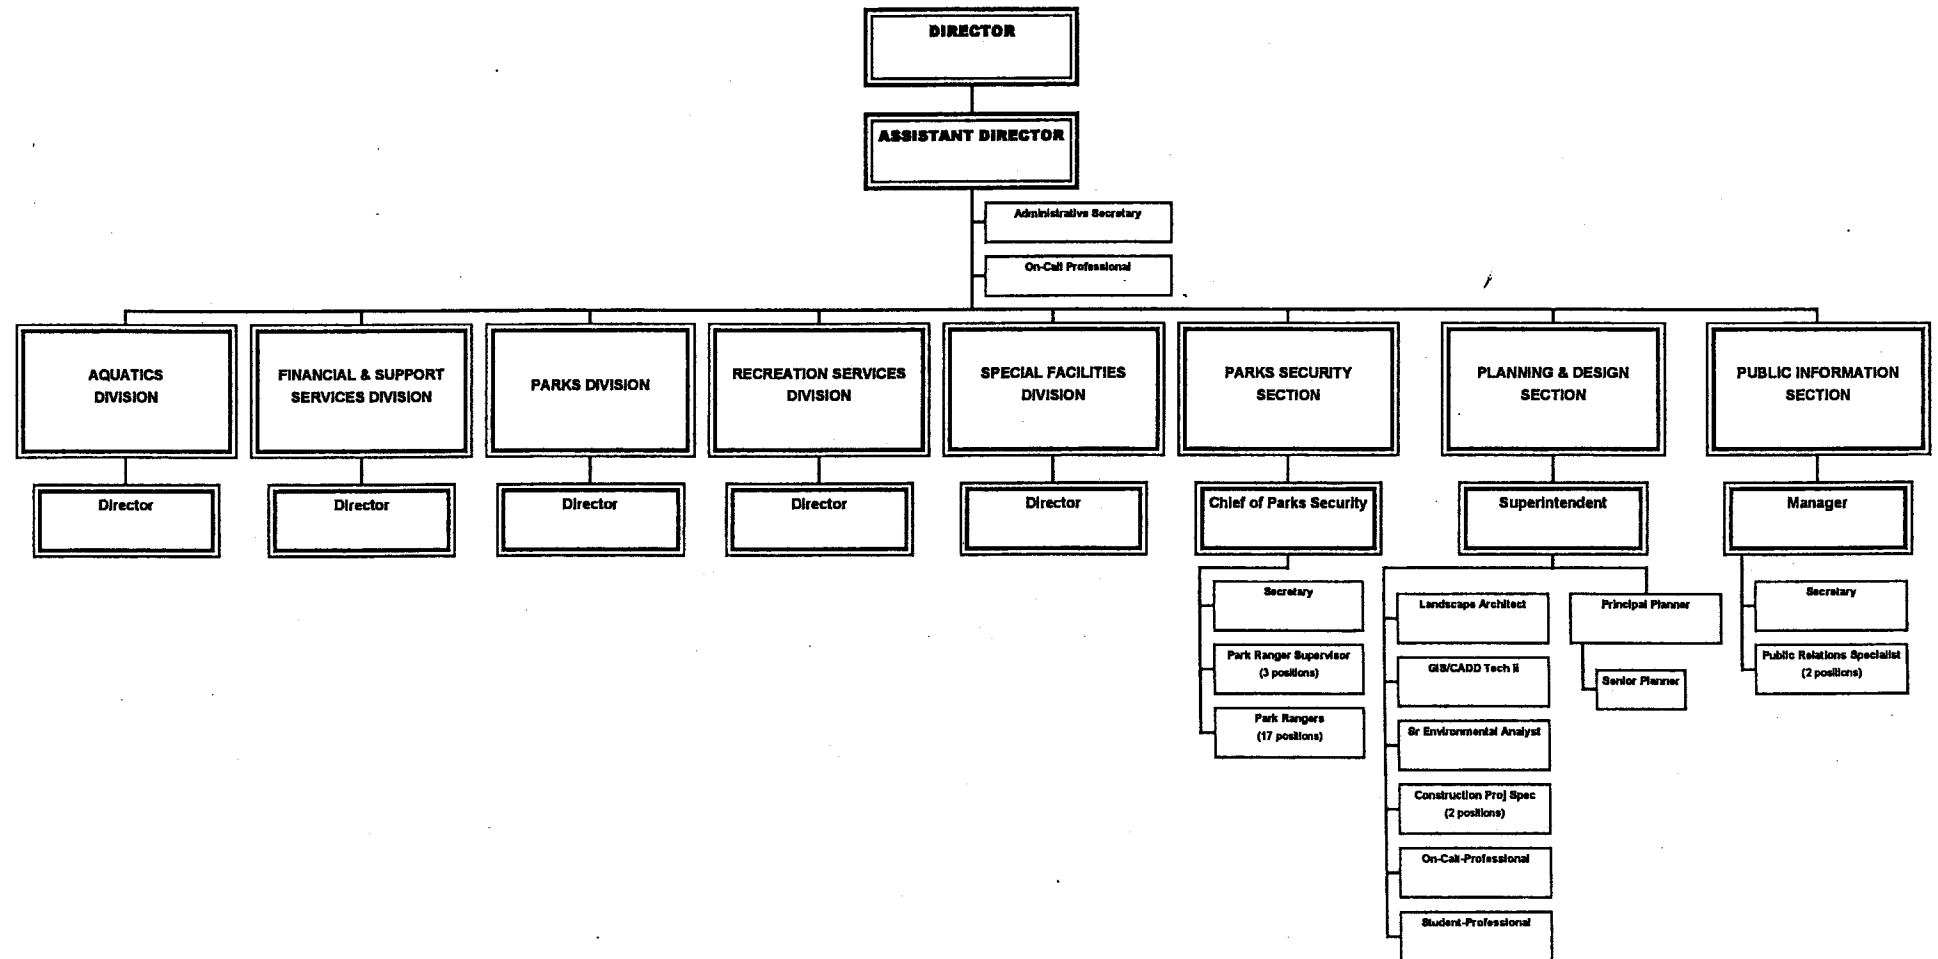 DIRECTOR
ASSISTANT DIRECTOR
Administrative Secretary
On-Call Professional
AQUATICS
DIVISION
FINANCIAL & SUPPORT
SERVICES DIVISION
PARKS DIVISION
RECREATION SERVICES
DIVISION
SPECIAL FACILITIES
DIVISION
PARKS SECURITY
SECTION
PLANNING & DESIGN
SECTION
PUBLIC INFORMATION
SECTION
Director
Director
Director
Director
Director
Chief of Parks Security
Superintendent
Manager
Secretary
Park Ranger Supervisor
(3 positions)
Park Rangers
(17 positions)
Landscape Architect
GIS/CADD Tech II
Sr Environmental Analyst
Construction Proj Spec
(2 positions)
On-Call-Professional
Student-Professional
Principal Planner
Senior Planner
Secretary
Public Relations Specialist
(2 positions)